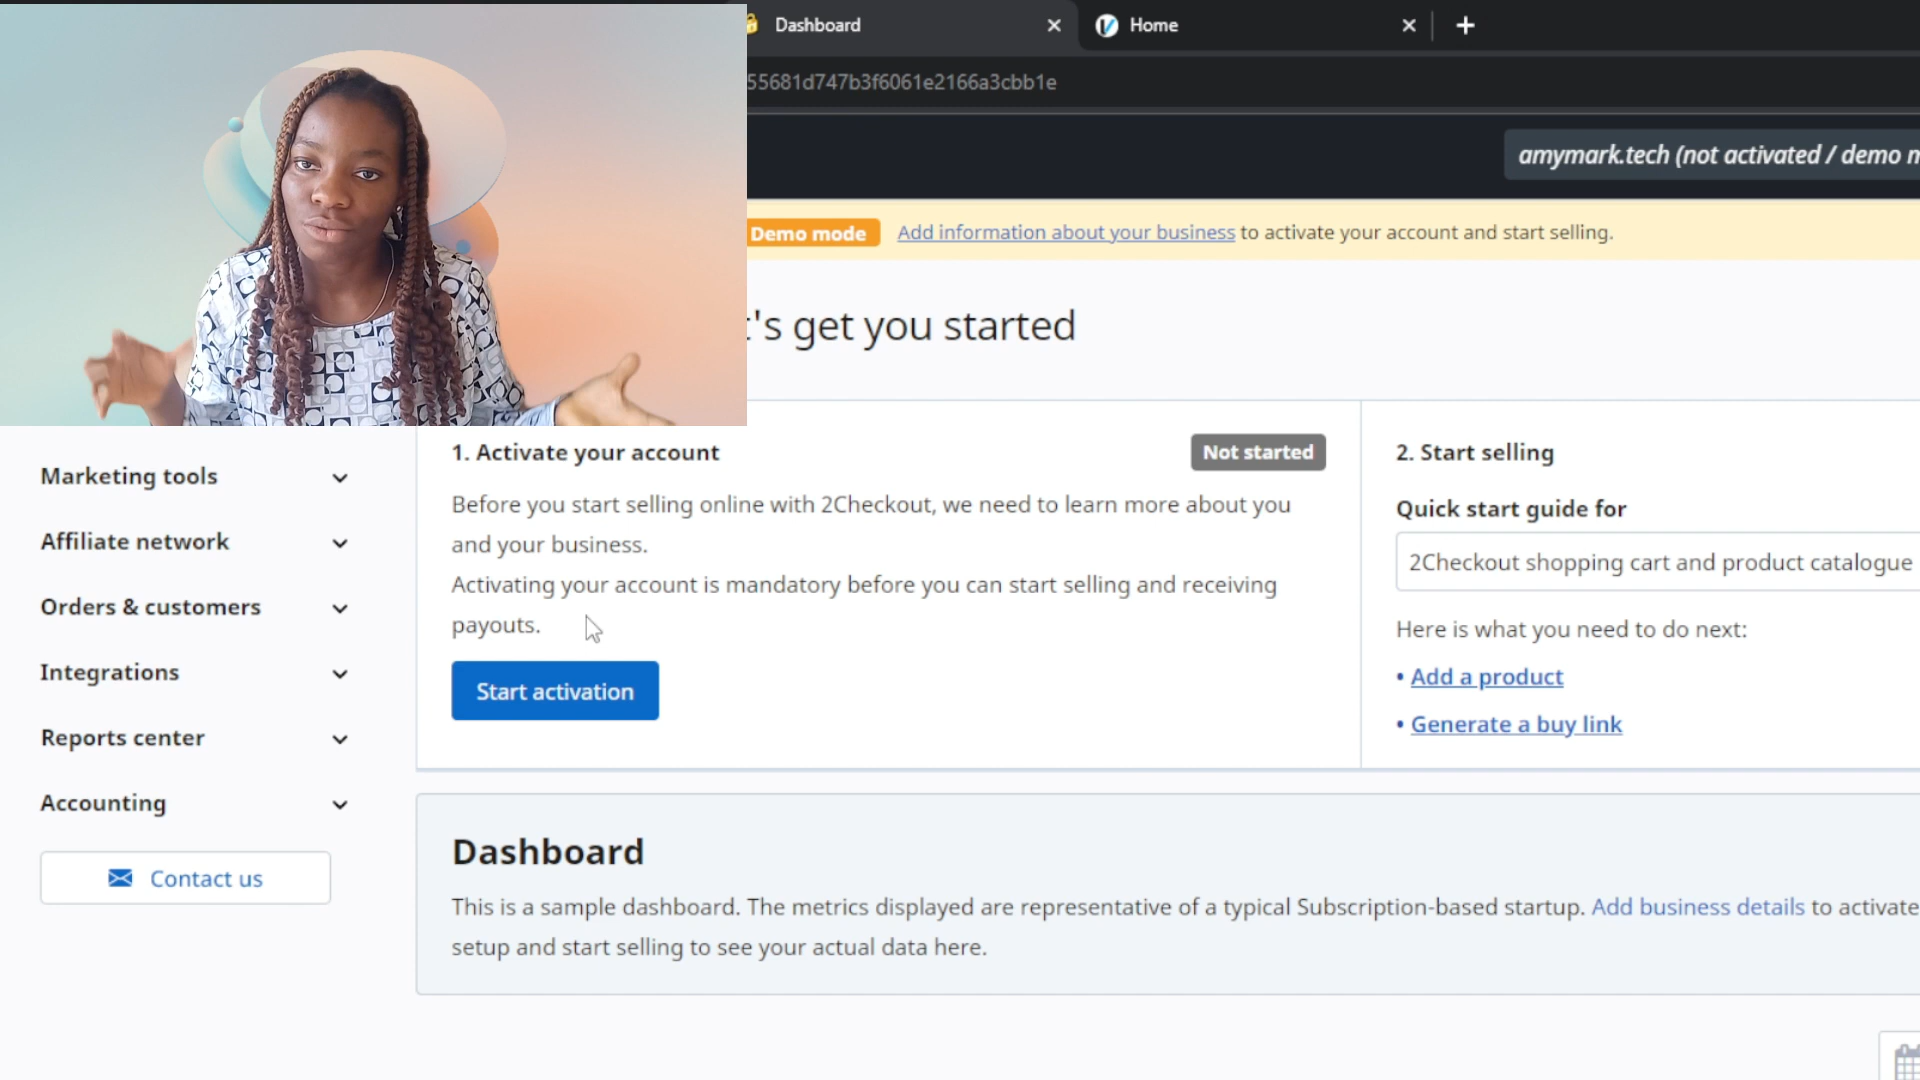 Dashboard
Home
55681d747b3f6061e2166a3cbb1e
amymark.tech (not activated / demo m
Demo mode
Add information about your business to activate your account and start selling.
's get you started
1. Activate your account
Not started
Before you start selling online with 2Checkout, we need to learn more about you
and your business.
Activating your account is mandatory before you can start selling and receiving
payouts.
Start activation
2. Start selling
Quick start guide for
2Checkout shopping cart and product catalogue
Here is what you need to do next:
• Add a product
• Generate a buy link
Marketing tools
Affiliate network
Orders & customers
Integrations
Reports center
Accounting
Contact us
Dashboard
This is a sample dashboard. The metrics displayed are representative of a typical Subscription-based startup. Add business details to activate
setup and start selling to see your actual data here.